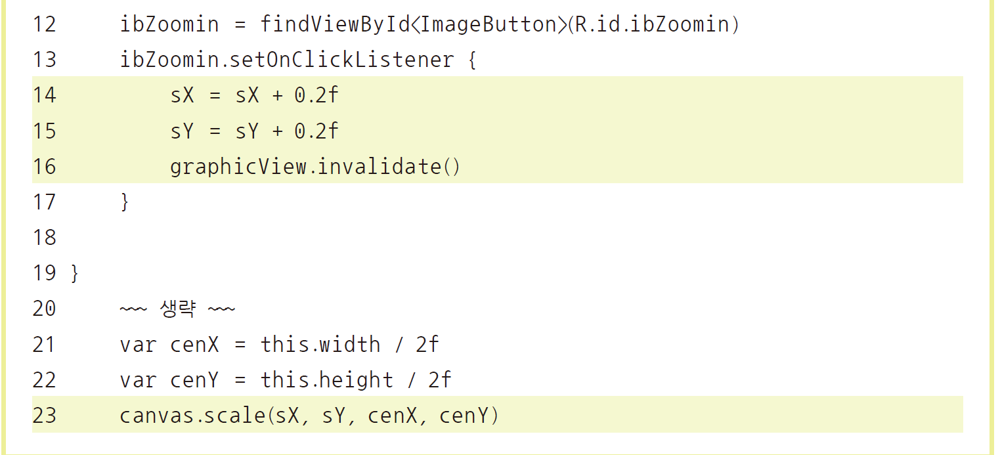 12 ibZoomin = findViewById<ImageButton>(R.id.ibZoomin)
13 ibZoomin.setOnClickListener {
14 sX = sX + 0.2f
15 sY = sY + 0.2f
16 graphicView.invalidate()
17 }
18
19 }
20 ~~~ 생략 ~~~
21 var cenX = this.width / 2f
22 var cenY = this.height / 2f
23 canvas.scale(sX, sY, cenX, cenY)